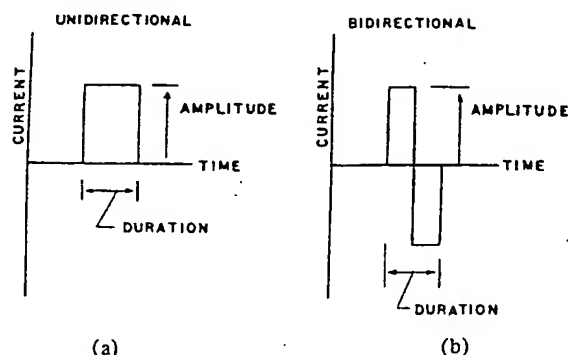 UNIDIRECTIONAL
CURRENT
AMPLITUDE
TIME
DURATION
(a)
BIDIRECTIONAL
CURRENT
AMPLITUDE
TIME
DURATION
(b)